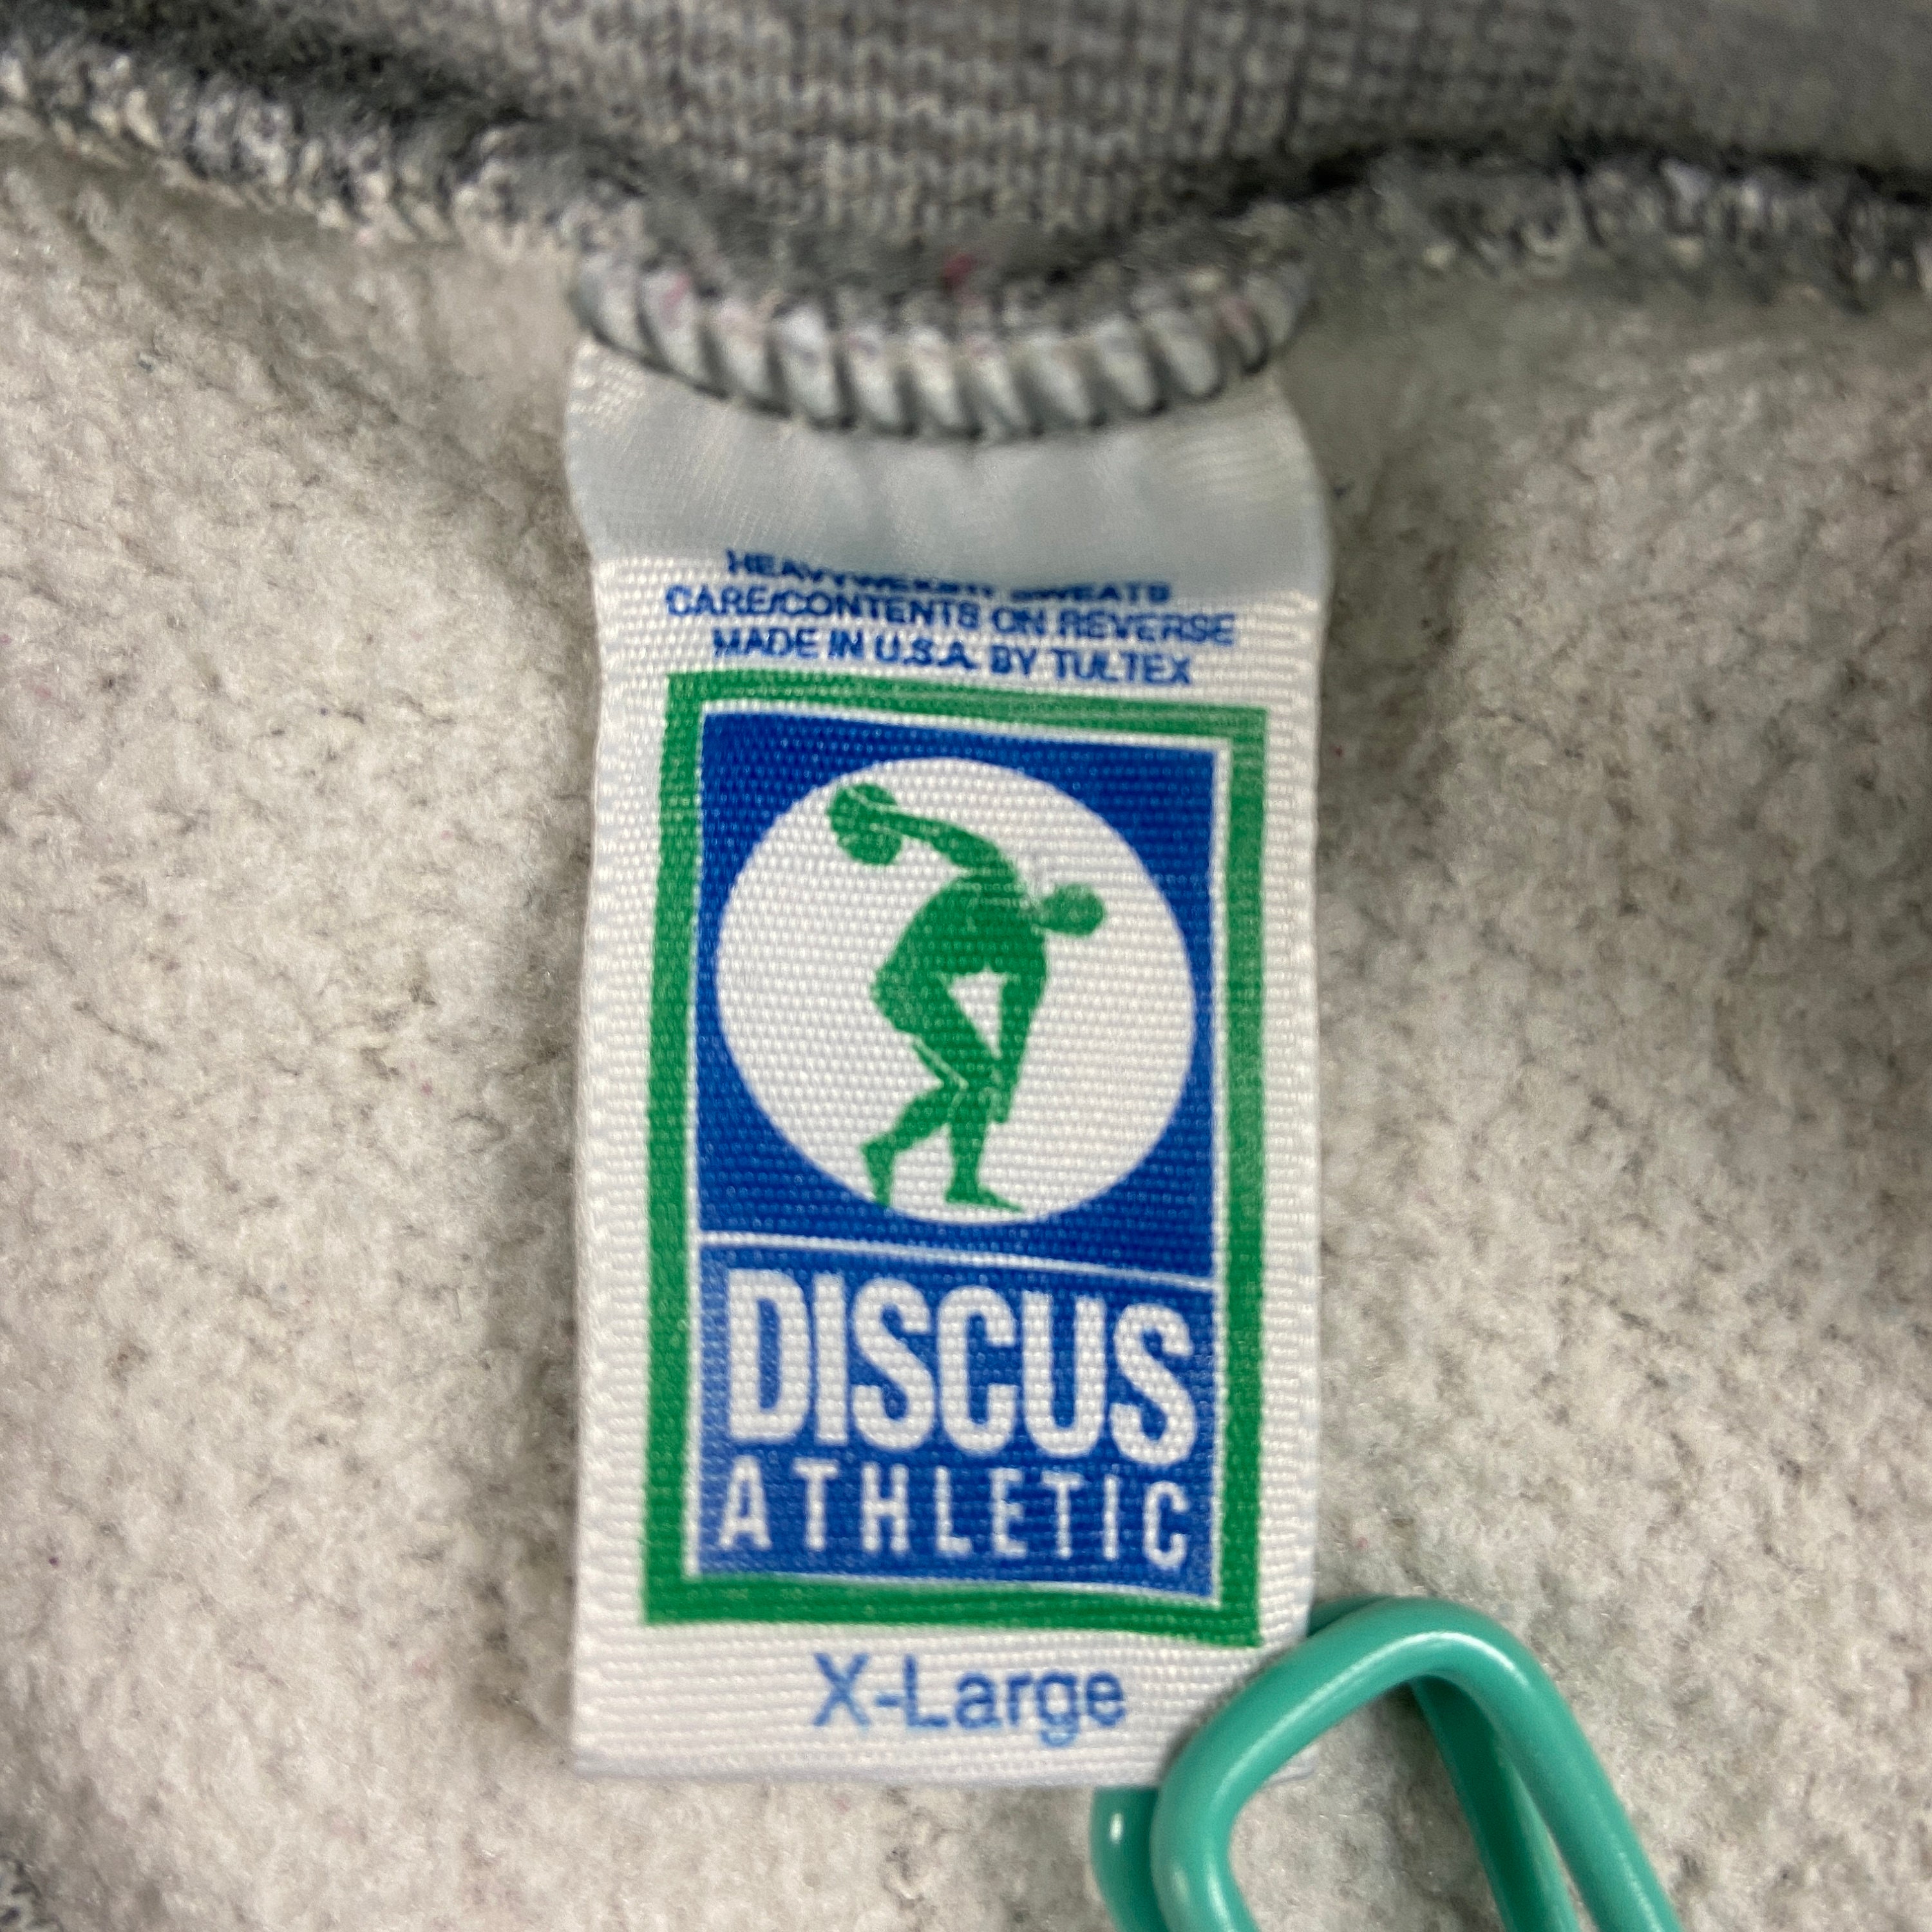 HEAVYWEIGHT SWEATS
CARE/CONTENTS ON REVERSE
MADE IN U.S.A. BY TULTEX
DISCUS
ATHLETIC
X-Large